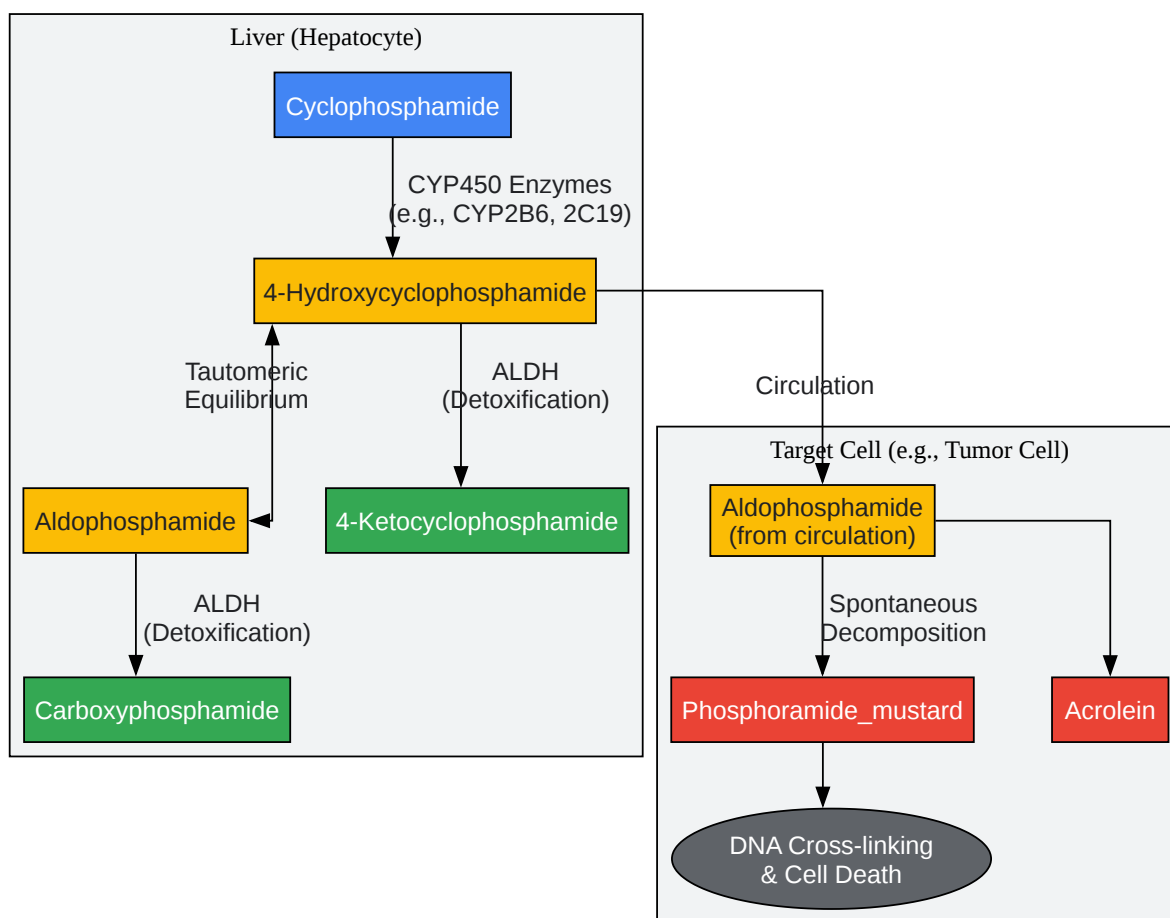 Liver (Hepatocyte)
Cyclophosphamide
CYP450 Enzymes
(e.g., CYP2B6, 2C19)
4-Hydroxycyclophosphamide
Tautomeric
Equilibrium
ALDH
(Detoxification)
Circulation
Target Cell (e.g., Tumor Cell)
Aldophosphamide
4-Ketocyclophosphamide
Aldophosphamide
(from circulation)
ALDH
(Detoxification)
Spontaneous
Decomposition
Carboxyphosphamide
Phosphoramide_mustard
Acrolein
DNA Cross-linking
& Cell Death